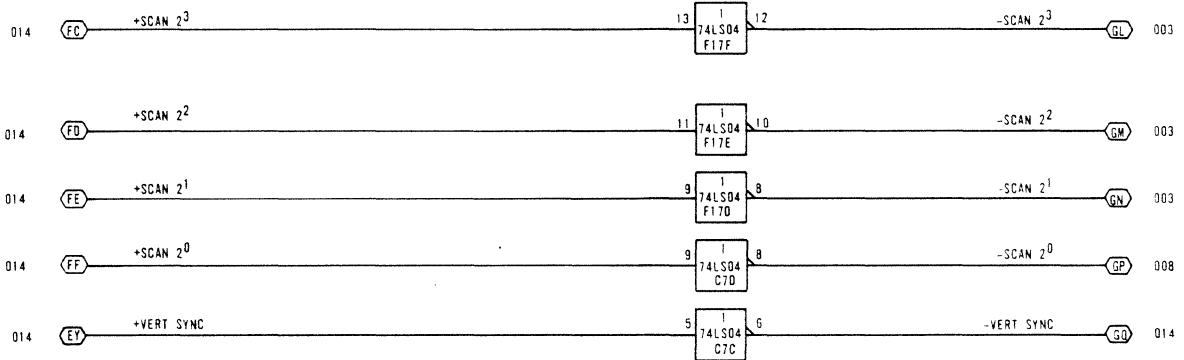 +SCAN 2³ 13 1 12 -SCAN 2³
014 FC 74LS04 GL 003
F17F
+SCAN 2² 11 1 10 -SCAN 2²
014 FD 74LS04 GM 003
F17E
+SCAN 2¹ 9 1 8 -SCAN 2¹
014 FE 74LS04 GN 003
F17D
+SCAN 2⁰ 9 1 8 -SCAN 2⁰
014 FF 74LS04 GP 008
C7D
+VERT SYNC 5 1 6 -VERT SYNC
014 EY 74LS04 GQ 014
C7C